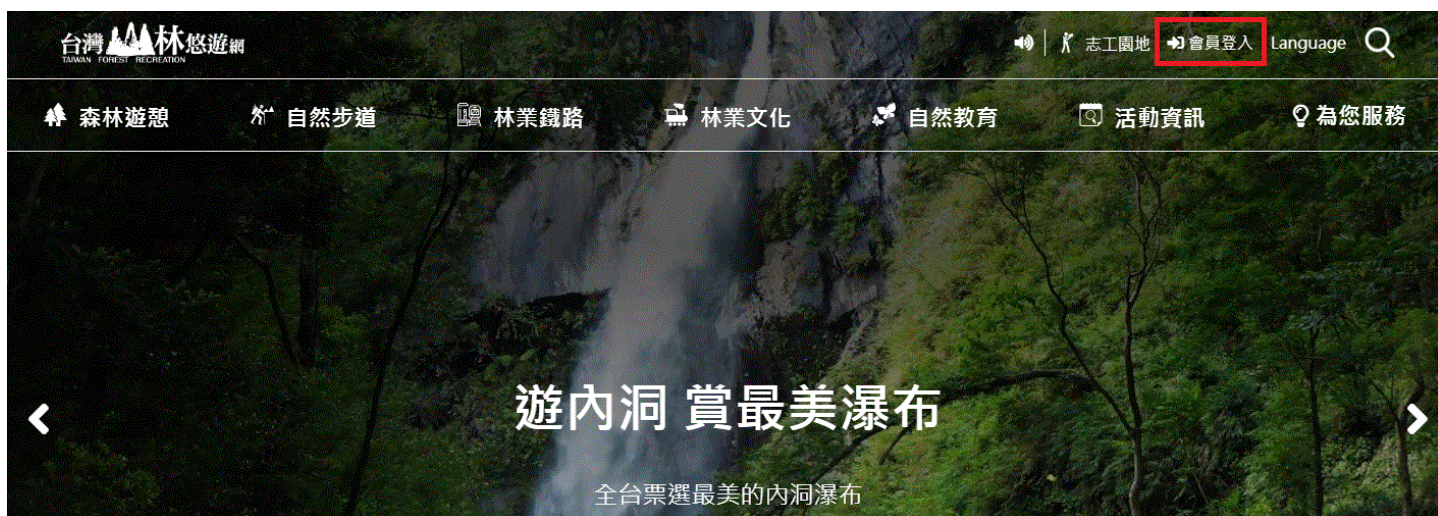 台灣山林悠遊網
TAIWAN FOREST RECREATION
志工園地 會員登入 Language
森林遊憩 自然步道 林業鐵路 林業文化 自然教育 活動資訊 為您服務
遊內洞 賞最美瀑布
全台票選最美的內洞瀑布